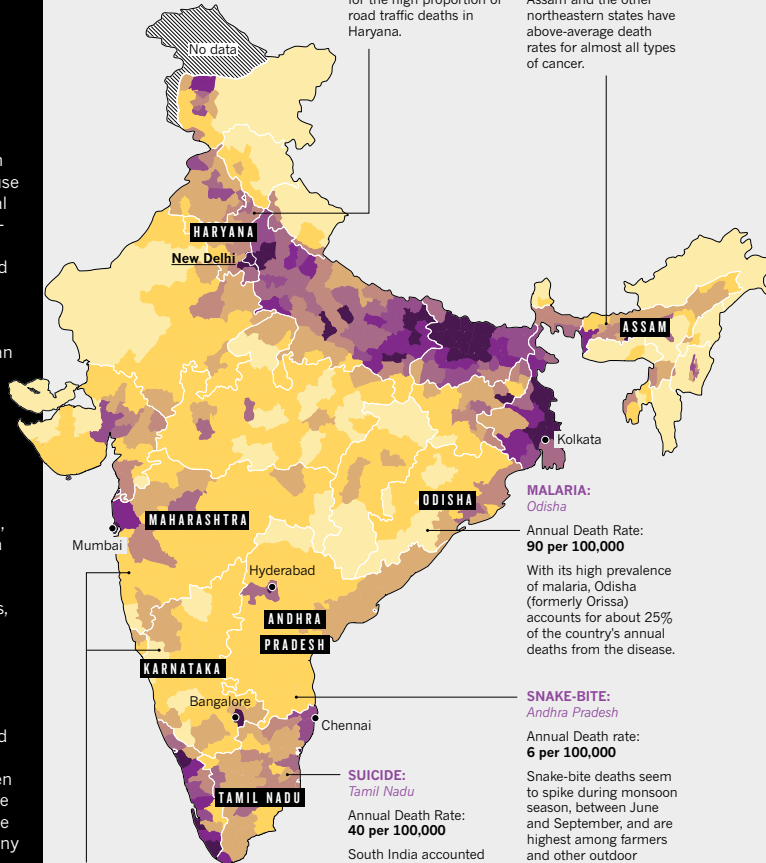 for the high proportion of
road traffic deaths in
Haryana.
Assam and the other
northeastern states have
above-average death
rates for almost all types
of cancer.
No data
HARYANA
New Delhi
ASSAM
Kolkata
ODISHA
MALARIA:
Odisha
Annual Death Rate:
90 per 100,000
With its high prevalence
of malaria, Odisha
(formerly Orissa)
accounts for about 25%
of the country's annual
deaths from the disease.
MAHARASHTRA
Mumbai
Hyderabad
ANDHRA
PRADESH
KARNATAKA
Bangalore
Chennai
SNAKE-BITE:
Andhra Pradesh
Annual Death rate:
6 per 100,000
Snake-bite deaths seem
to spike during monsoon
season, between June
and September, and are
highest among farmers
and other outdoor
TAMIL NADU
SUICIDE:
Tamil Nadu
Annual Death Rate:
40 per 100,000
South India accounted